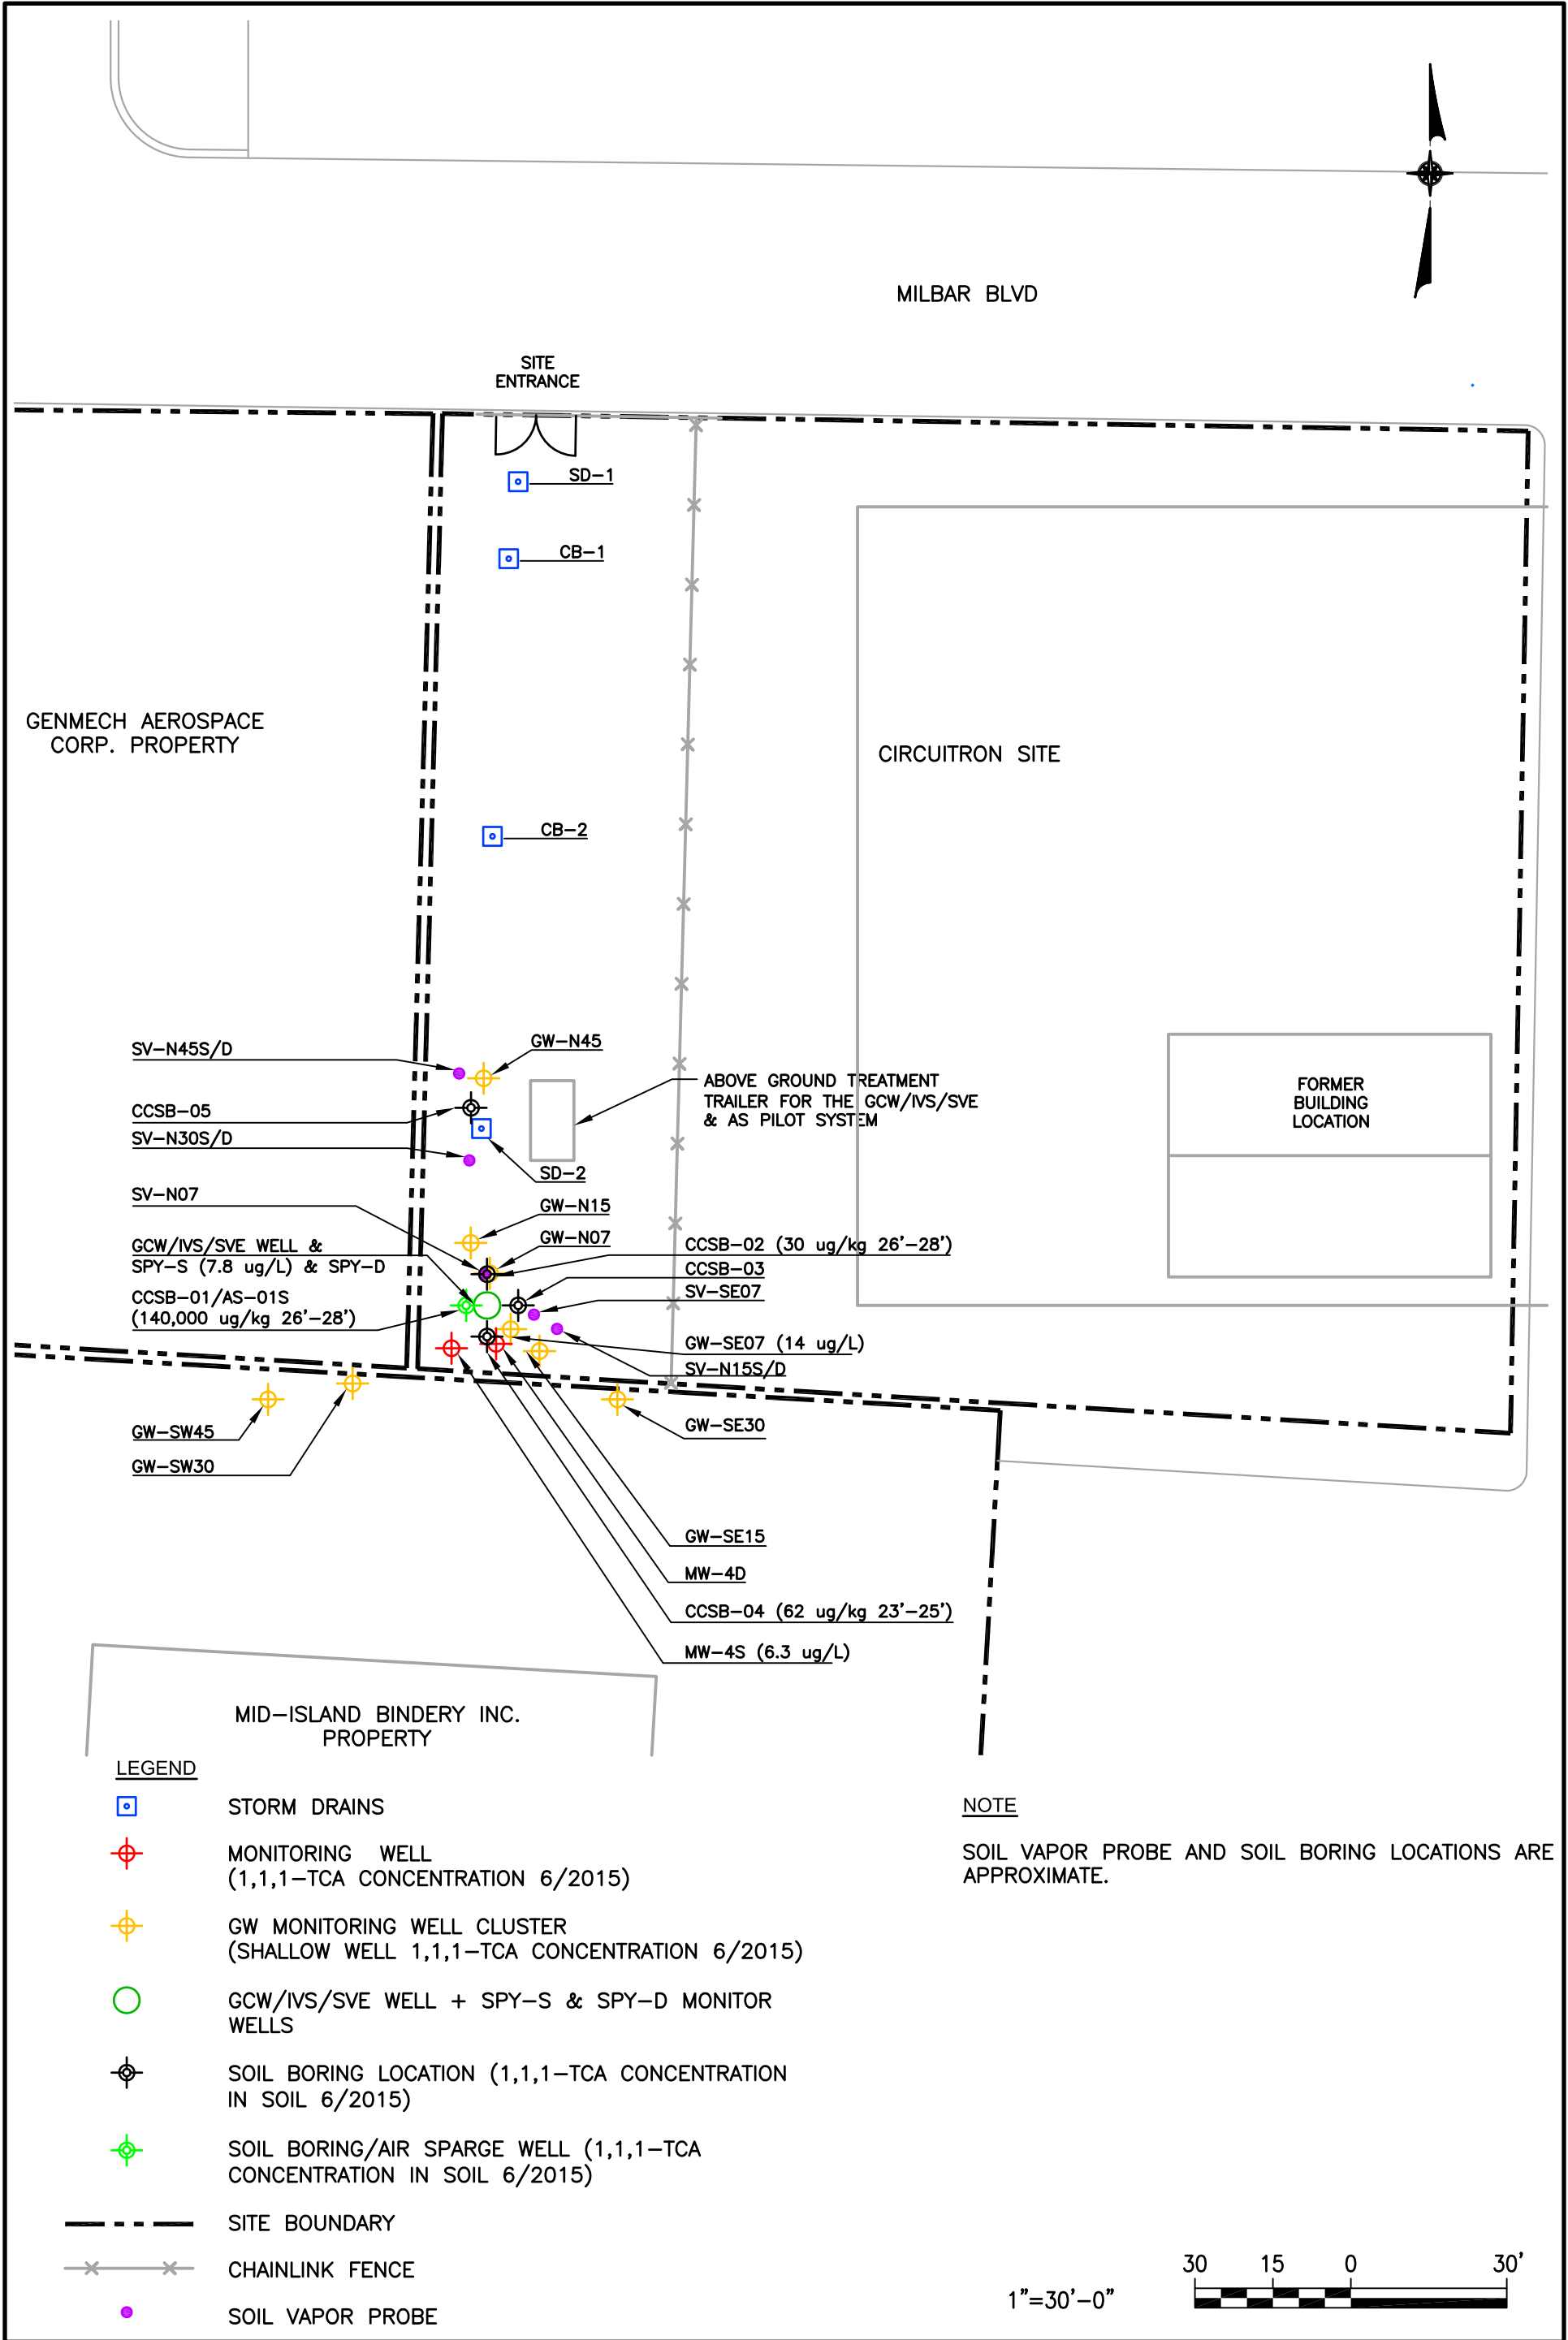 MILBAR BLVD
SITE
ENTRANCE
SD-1
CB-1
GENMECH AEROSPACE
CORP. PROPERTY
CIRCUITRON SITE
CB-2
SV-N45S/D
GW-N45
ABOVE GROUND TREATMENT
TRAILER FOR THE GCW/IVS/SVE
& AS PILOT SYSTEM
FORMER
BUILDING
LOCATION
CCSB-05
SV-N30S/D
SD-2
SV-N07
GW-N15
GW-N07
GCW/IVS/SVE WELL &
SPY-S (7.8 ug/L) & SPY-D
CCSB-02 (30 ug/kg 26'-28')
CCSB-03
SV-SE07
CCSB-01/AS-01S
(140,000 ug/kg 26'-28')
GW-SE07 (14 ug/L)
SV-N15S/D
GW-SW45
GW-SE30
GW-SW30
GW-SE15
MW-4D
CCSB-04 (62 ug/kg 23'-25')
MW-4S (6.3 ug/L)
MID-ISLAND BINDERY INC.
PROPERTY
LEGEND
STORM DRAINS
MONITORING WELL
(1,1,1-TCA CONCENTRATION 6/2015)
GW MONITORING WELL CLUSTER
(SHALLOW WELL 1,1,1-TCA CONCENTRATION 6/2015)
GCW/IVS/SVE WELL + SPY-S & SPY-D MONITOR
WELLS
SOIL BORING LOCATION (1,1,1-TCA CONCENTRATION
IN SOIL 6/2015)
SOIL BORING/AIR SPARGE WELL (1,1,1-TCA
CONCENTRATION IN SOIL 6/2015)
SITE BOUNDARY
CHAINLINK FENCE
SOIL VAPOR PROBE
NOTE
SOIL VAPOR PROBE AND SOIL BORING LOCATIONS ARE
APPROXIMATE.
30 15 0 30'
1"=30'-0"